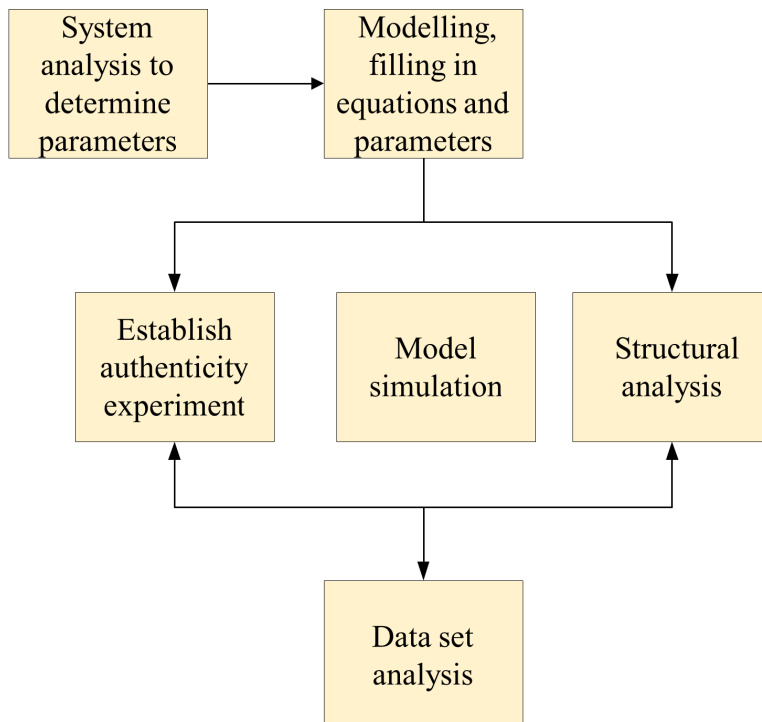 System
analysis to
determine
parameters
Modelling,
filling in
equations and
parameters
Establish
authenticity
experiment
Model
simulation
Structural
analysis
Data set
analysis